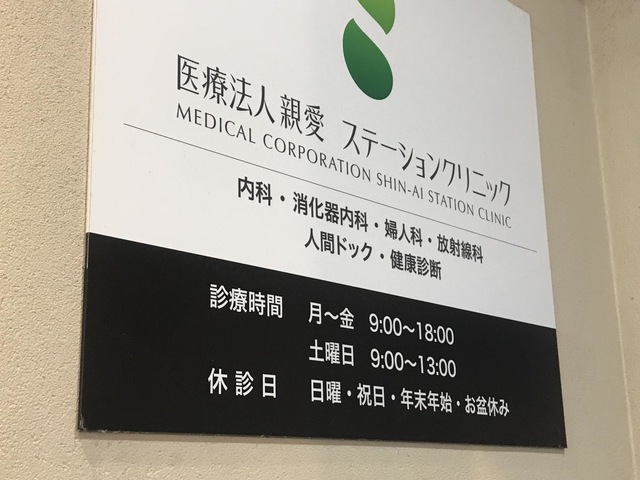 医療法人 親愛 ステーションクリニック
MEDICAL CORPORATION SHIN-AI STATION CLINIC
内科・消化器内科・婦人科・放射線科
人間ドック・健康診断
診療時間 月〜金 9:00〜18:00
土曜日 9:00〜13:00
休診日 日曜・祝日・年末年始・お盆休み